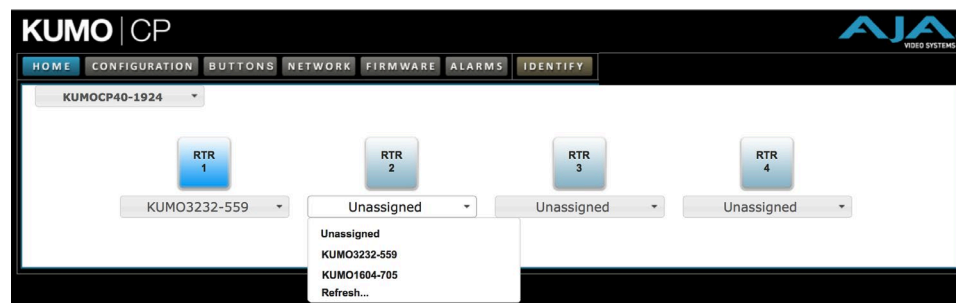 KUMO | CP
AJA
VIDEO SYSTEMS
HOME CONFIGURATION BUTTONS NETWORK FIRMWARE ALARMS IDENTIFY
KUMOCP40-1924
RTR 1
RTR 2
RTR 3
RTR 4
KUMO3232-559 Unassigned Unassigned Unassigned
Unassigned
KUMO3232-559
KUMO1604-705
Refresh...